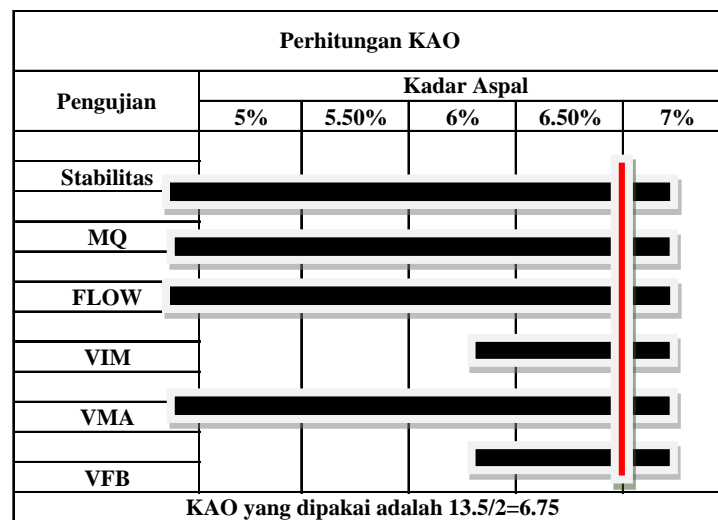 Perhitungan KAO
Pengujian
Kadar Aspal
5% 5.50% 6% 6.50% 7%
Stabilitas
MQ
FLOW
VIM
VMA
VFB
KAO yang dipakai adalah 13.5/2=6.75